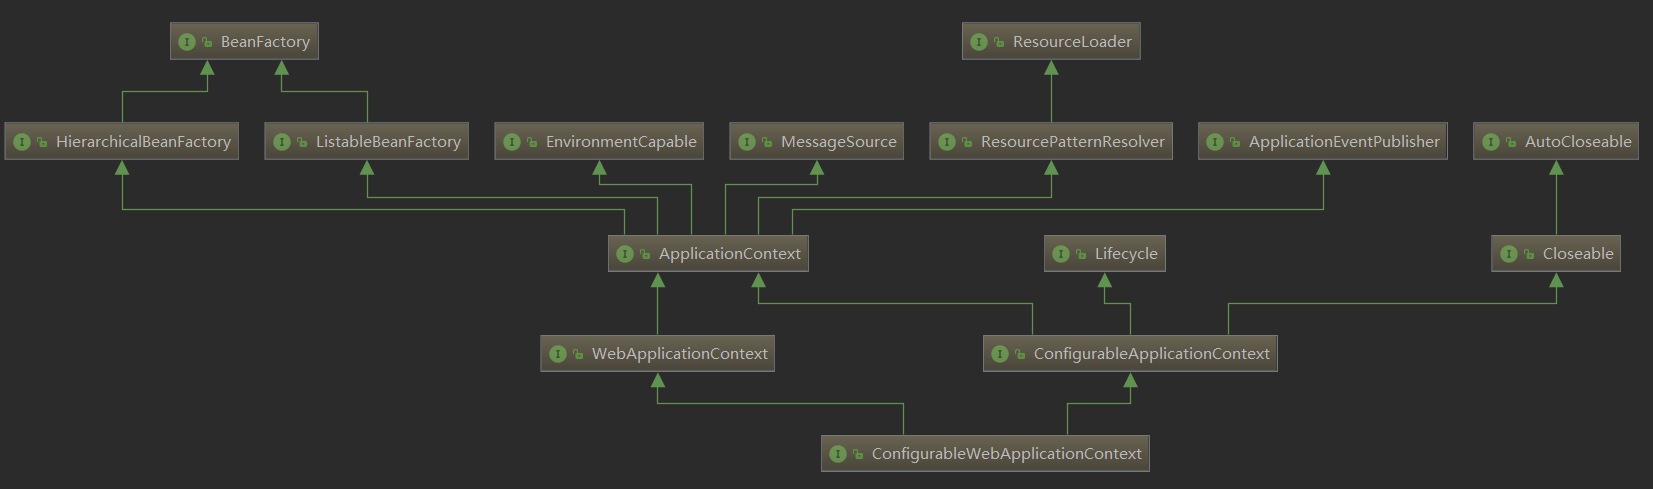 BeanFactory
ResourceLoader
HierarchicalBeanFactory
ListableBeanFactory
EnvironmentCapable
MessageSource
ResourcePatternResolver
ApplicationEventPublisher
AutoCloseable
ApplicationContext
Lifecycle
Closeable
WebApplicationContext
ConfigurableApplicationContext
ConfigurableWebApplicationContext